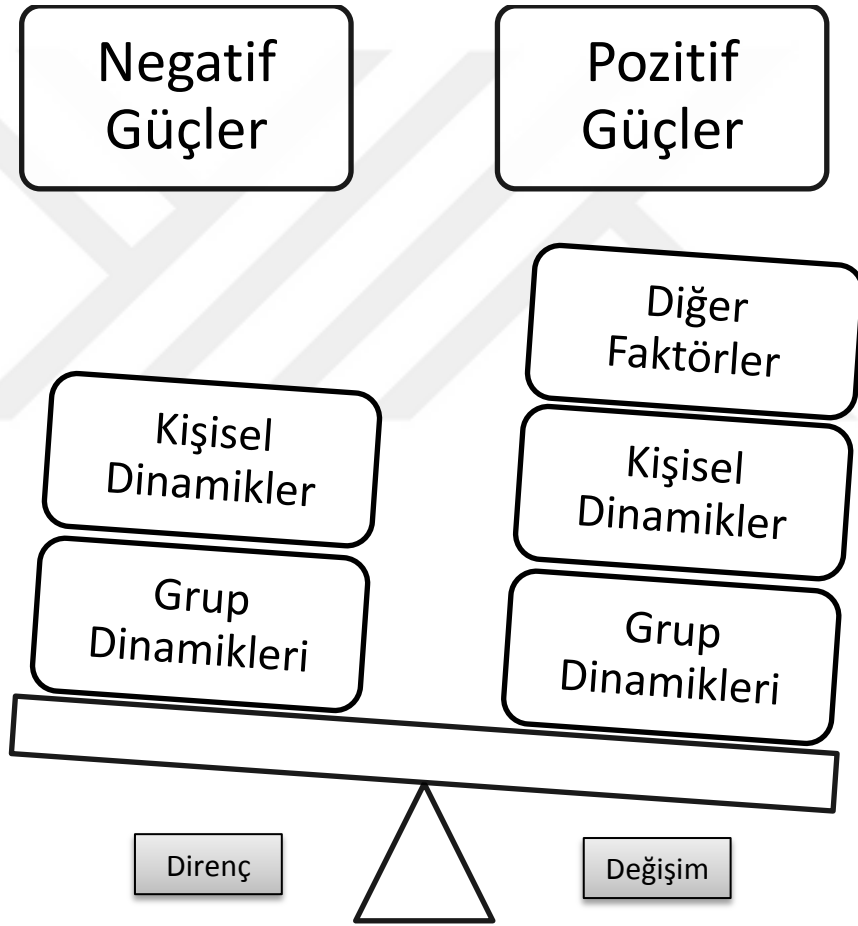 Negatif
Güçler
Pozitif
Güçler
Diğer
Faktörler
Kişisel
Dinamikler
Kişisel
Dinamikler
Grup
Dinamikleri
Grup
Dinamikleri
Direnç
Değişim